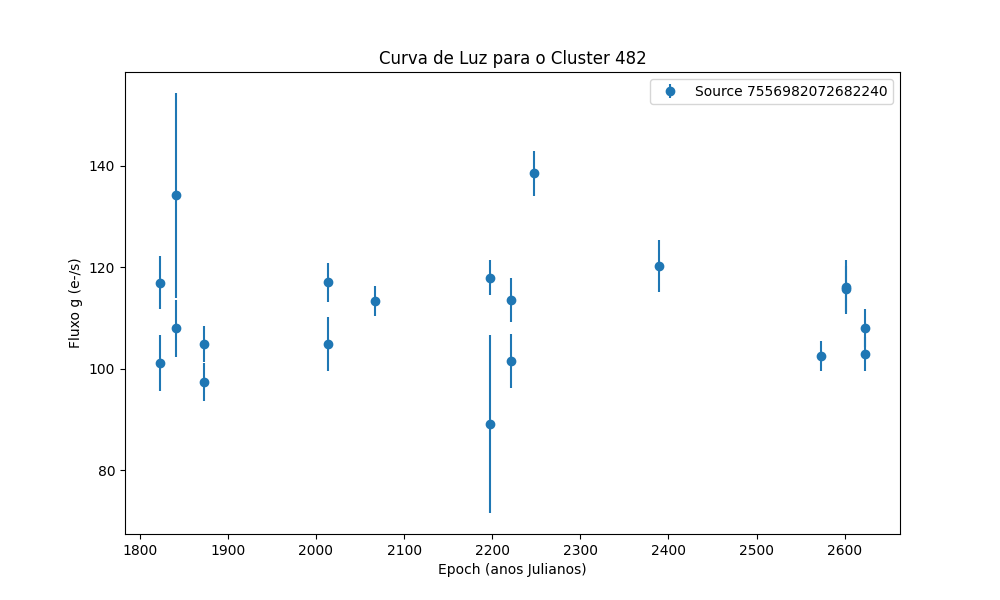 Curva de Luz para o Cluster 482
Source 7556982072682240
Fluxo g (e-/s)
140
120
100
80
1800 1900 2000 2100 2200 2300 2400 2500 2600
Epoch (anos Julianos)